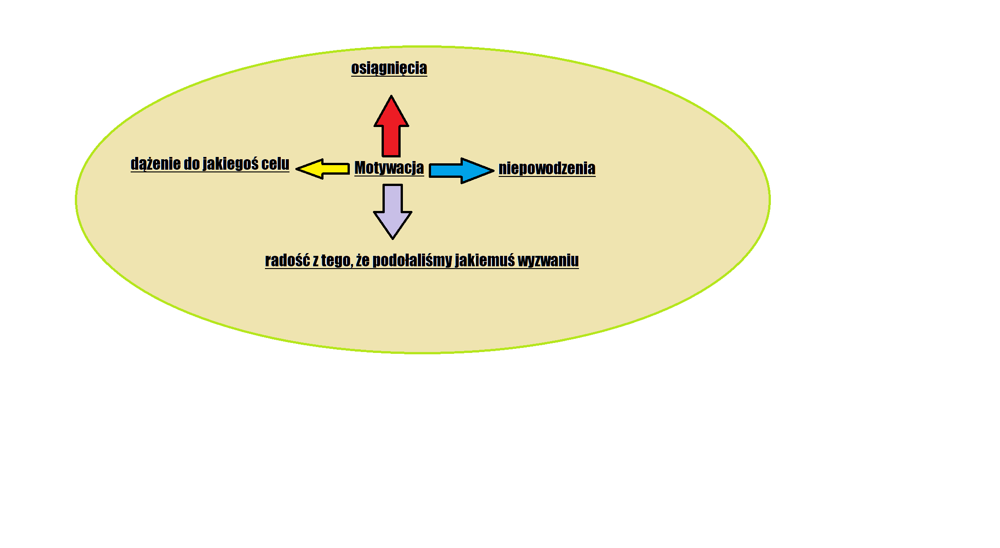 osiągnięcia
dążenie do jakiegoś celu
Motywacja
niepowodzenia
radość z tego, że podołaliśmy jakiemuś wyzwaniu